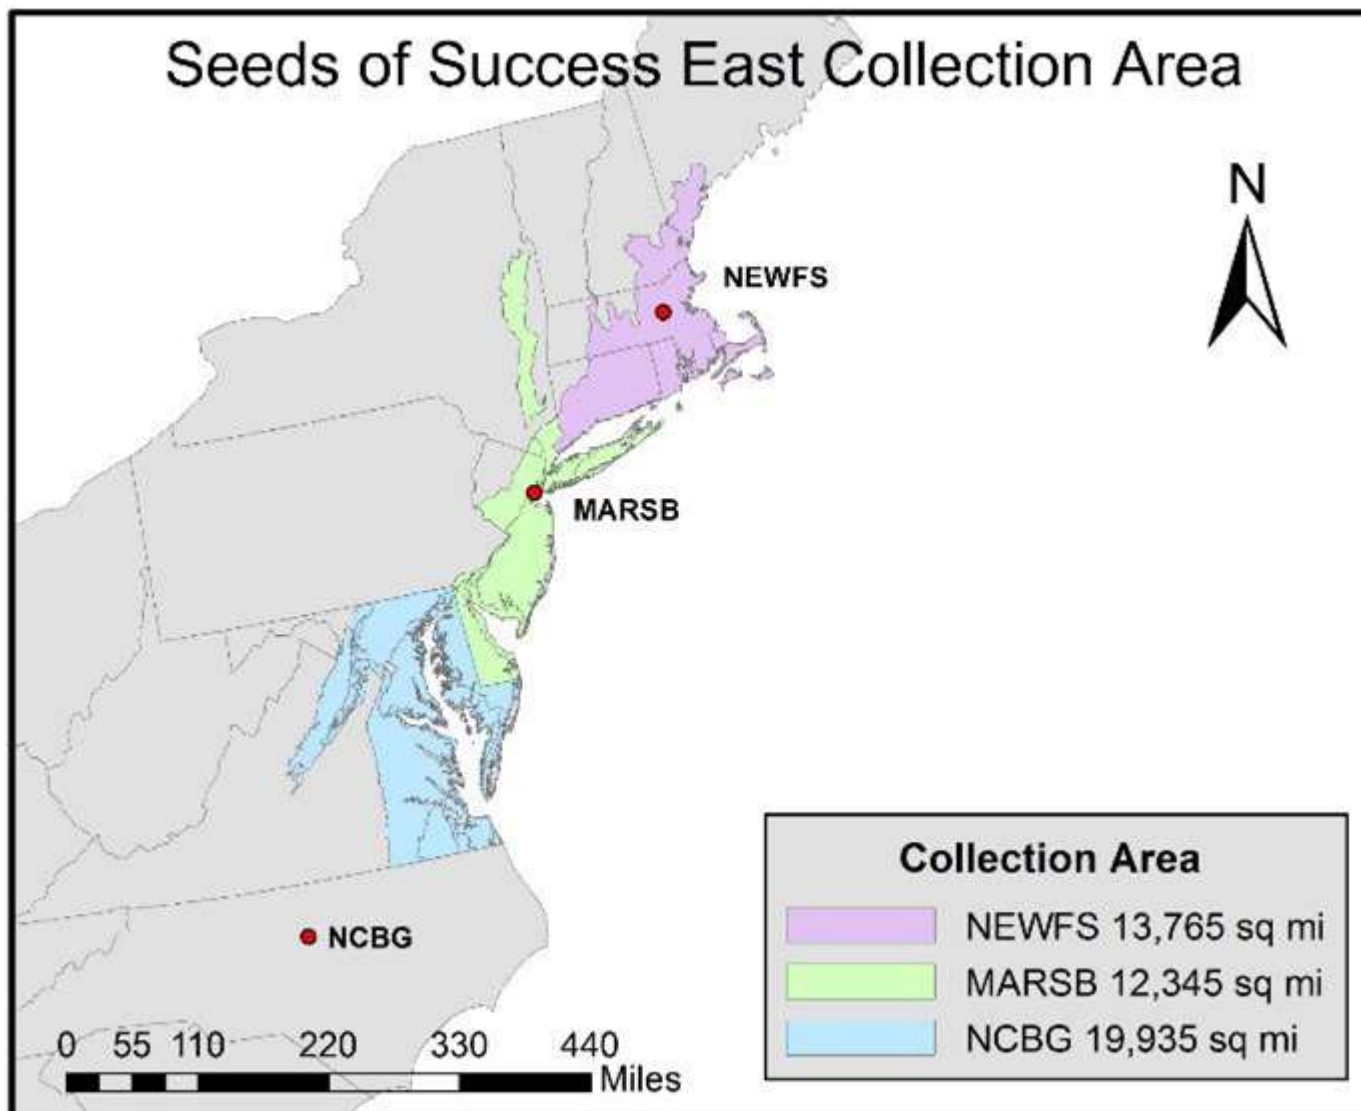 Seeds of Success East Collection Area
N
NEWFS
MARSB
NCBG
Collection Area
NEWFS 13,765 sq mi
MARSB 12,345 sq mi
NCBG 19,935 sq mi
0 55 110 220 330 440
Miles